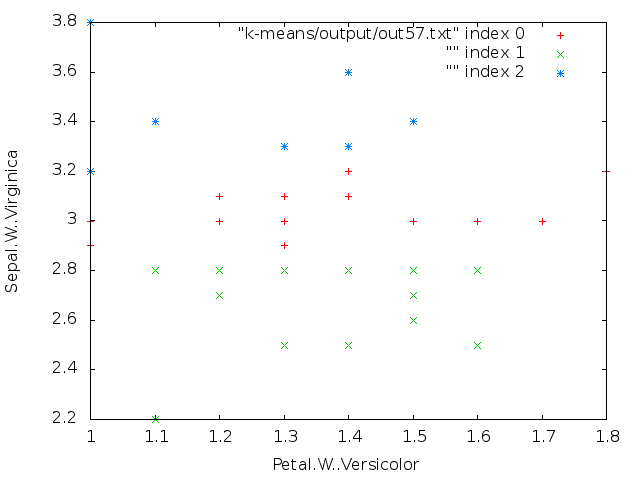 "k-means/output/out57.txt" index 0
"" index 1
"" index 2
3.8
3.6
3.4
3.2
3
2.8
2.6
2.4
2.2
Sepal.W..Virginica
1 1.1 1.2 1.3 1.4 1.5 1.6 1.7 1.8
Petal.W..Versicolor